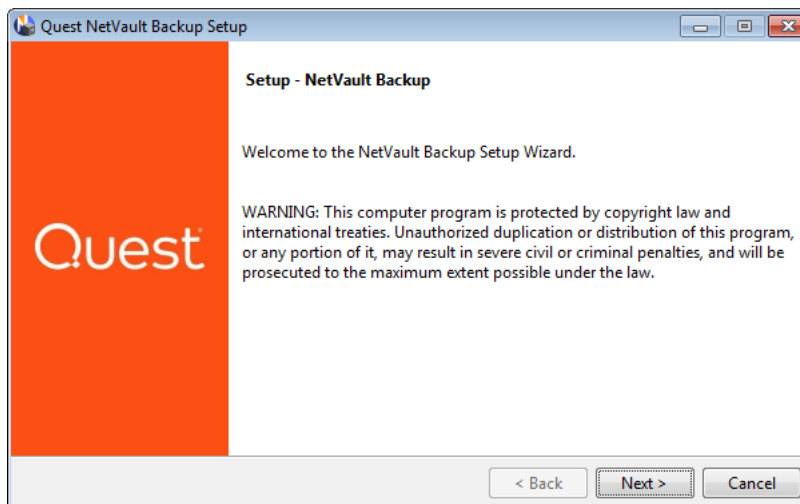 Quest NetVault Backup Setup
Setup - NetVault Backup
Welcome to the NetVault Backup Setup Wizard.
WARNING: This computer program is protected by copyright law and
international treaties. Unauthorized duplication or distribution of this program,
or any portion of it, may result in severe civil or criminal penalties, and will be
prosecuted to the maximum extent possible under the law.
Quest
< Back
Next >
Cancel